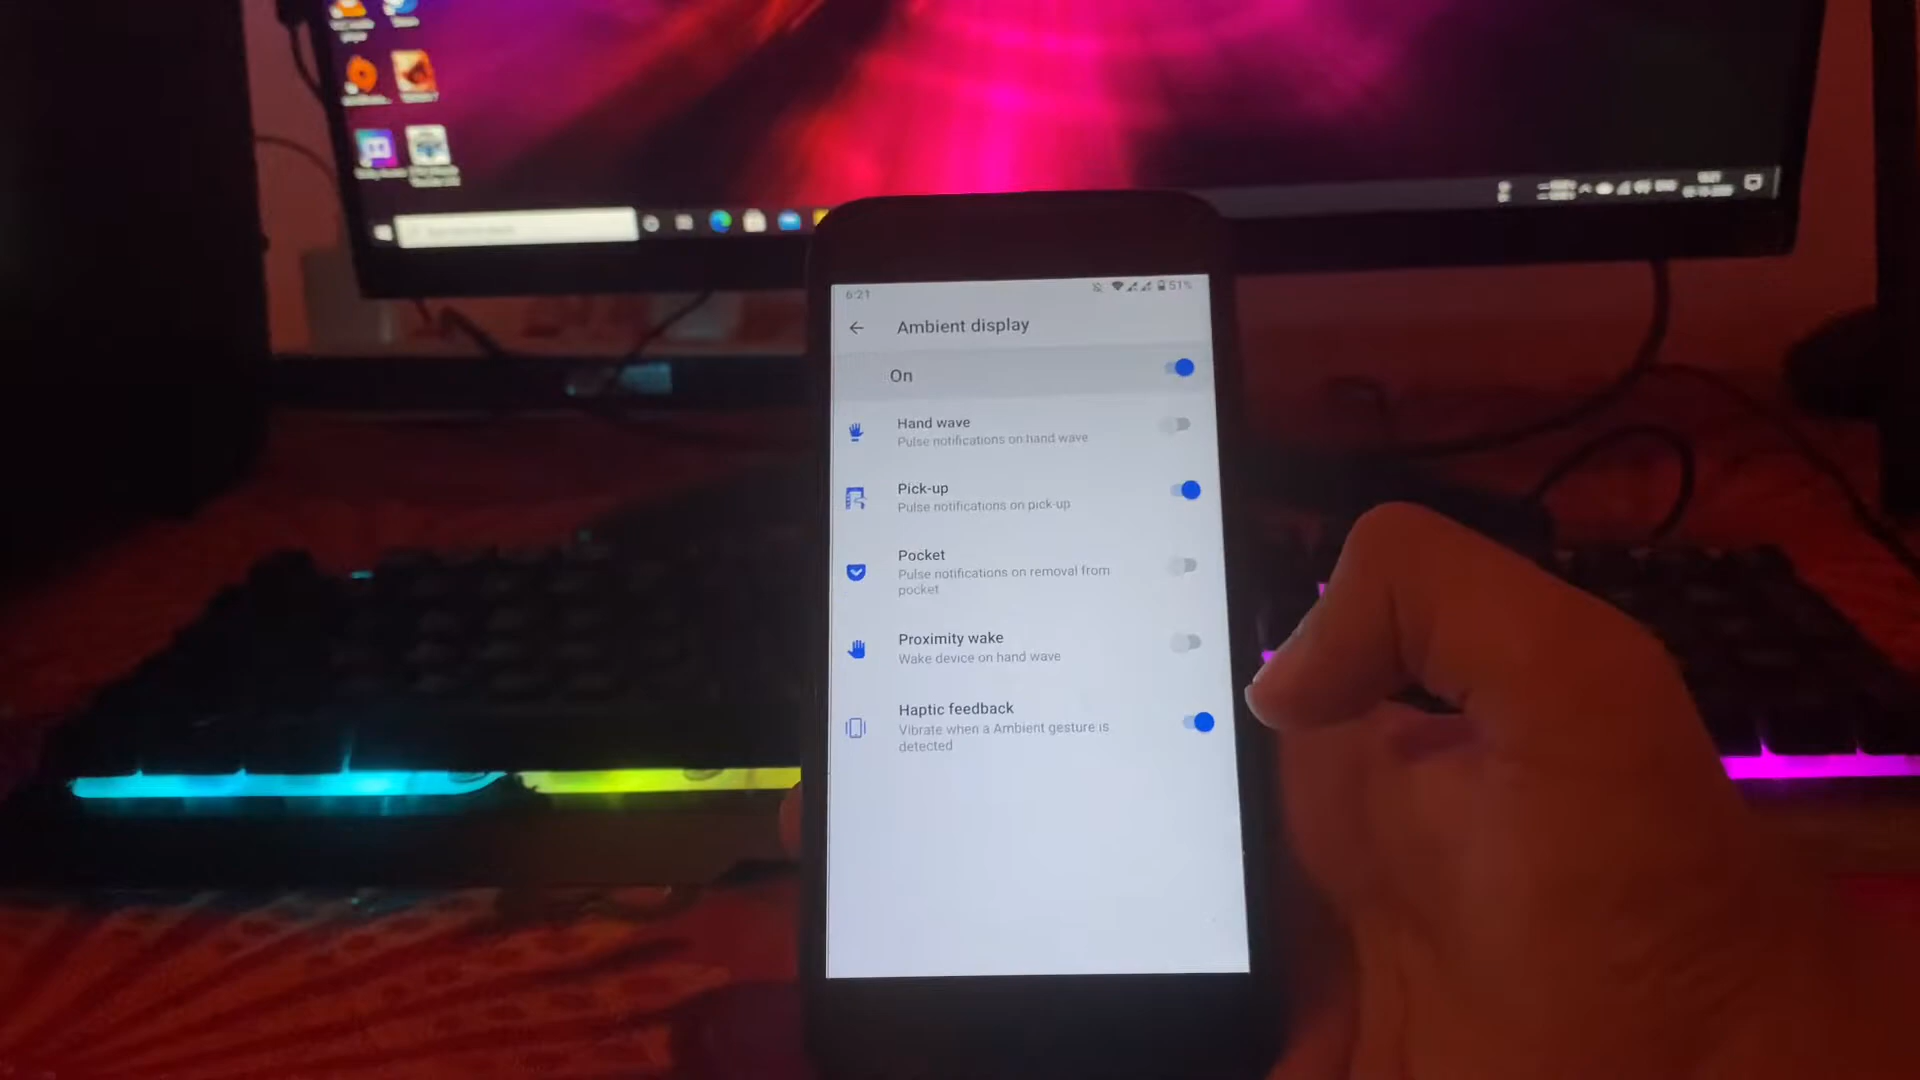 6:21
51%
Ambient display
On
Hand wave
Pulse notifications on hand wave
Pick-up
Pulse notifications on pick-up
Pocket
Pulse notifications on removal from
pocket
Proximity wake
Wake device on hand wave
Haptic feedback
Vibrate when a Ambient gesture is
detected